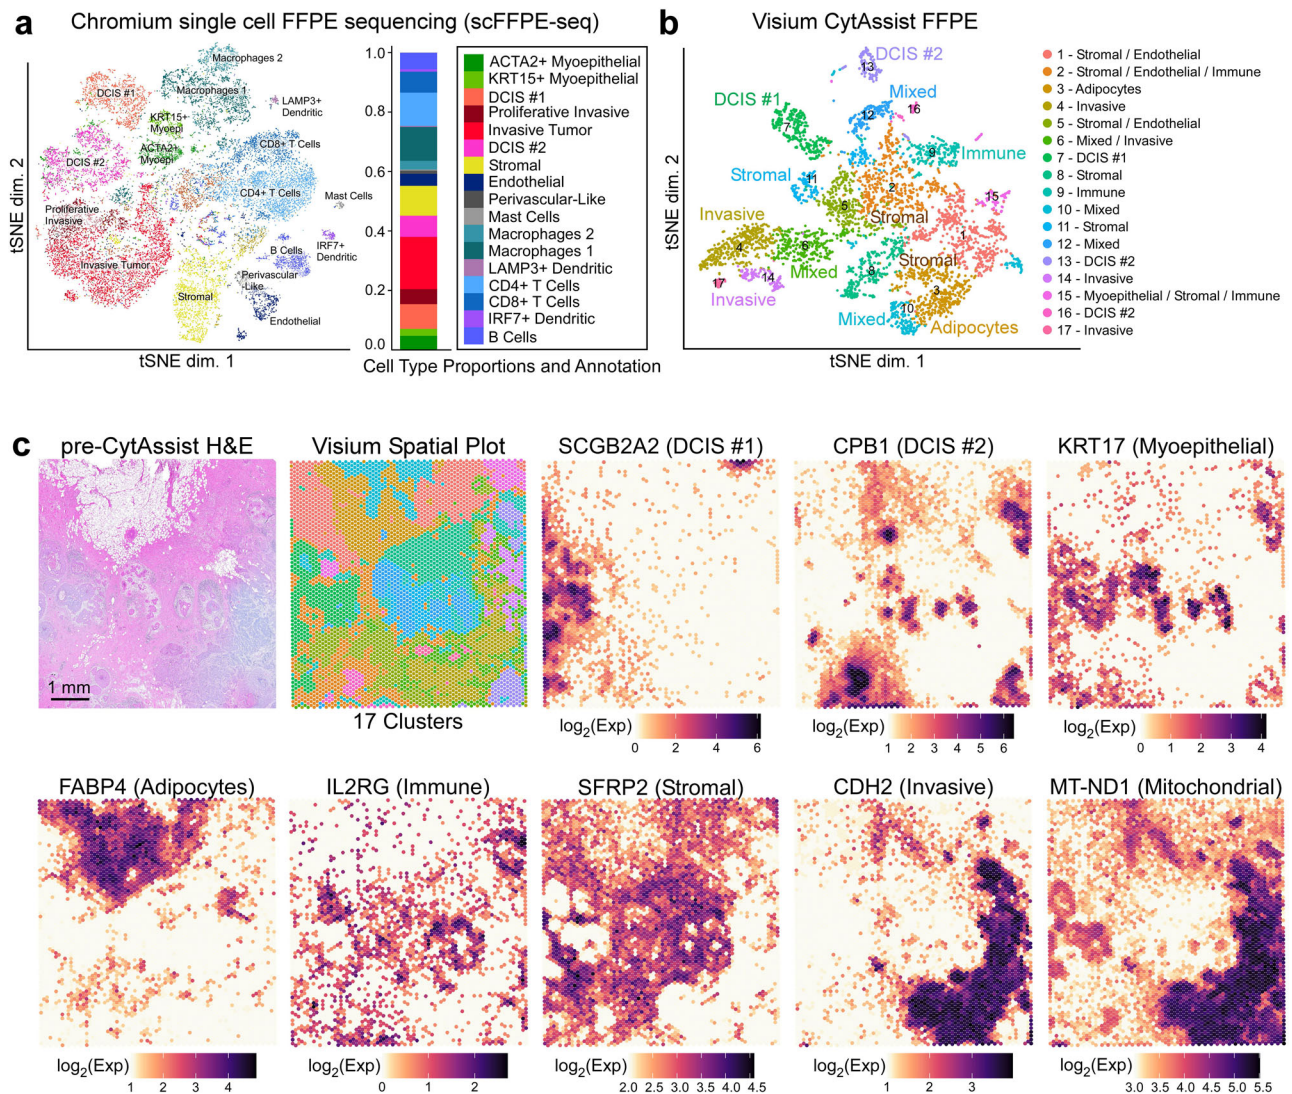 a
Chromium single cell FFPE sequencing (scFFPE-seq)
tSNE dim. 2
Macrophages 2
Macrophages 1
DCIS #1
LAMP3+
Dendritic
KRT15+
Myoepi
ACTA2+
Myoepi
CD8+ T Cells
DCIS #2
CD4+ T Cells
Mast Cells
Proliferative
Invasive
Invasive Tumor
B Cells
IRF7+
Dendritic
Perivascular
-Like
Stromal
Endothelial
tSNE dim. 1
1.0
0.8
0.6
0.4
0.2
0.0
ACTA2+ Myoepithelial
KRT15+ Myoepithelial
DCIS #1
Proliferative Invasive
Invasive Tumor
DCIS #2
Stromal
Endothelial
Perivascular-Like
Mast Cells
Macrophages 2
Macrophages 1
LAMP3+ Dendritic
CD4+ T Cells
CD8+ T Cells
IRF7+ Dendritic
B Cells
Cell Type Proportions and Annotation
b
Visium CytAssist FFPE
tSNE dim. 2
DCIS #2
13
DCIS #1
7
Mixed
12
16
9
Immune
Stromal
11
2
15
Invasive
5
Stromal
1
4
6
Mixed
Stromal
8
17
14
Invasive
3
Mixed
10
Adipocytes
tSNE dim. 1
1 - Stromal / Endothelial
2 - Stromal / Endothelial / Immune
3 - Adipocytes
4 - Invasive
5 - Stromal / Endothelial
6 - Mixed / Invasive
7 - DCIS #1
8 - Stromal
9 - Immune
10 - Mixed
11 - Stromal
12 - Mixed
13 - DCIS #2
14 - Invasive
15 - Myoepithelial / Stromal / Immune
16 - DCIS #2
17 - Invasive
c
pre-CytAssist H&E
1 mm
Visium Spatial Plot
17 Clusters
SCGB2A2 (DCIS #1)
log2(Exp)
0 2 4 6
CPB1 (DCIS #2)
log2(Exp)
1 2 3 4 5 6
KRT17 (Myoepithelial)
log2(Exp)
0 1 2 3 4
FABP4 (Adipocytes)
log2(Exp)
1 2 3 4
IL2RG (Immune)
log2(Exp)
0 1 2
SFRP2 (Stromal)
log2(Exp)
2.0 2.5 3.0 3.5 4.0 4.5
CDH2 (Invasive)
log2(Exp)
1 2 3
MT-ND1 (Mitochondrial)
log2(Exp)
3.0 4.0 5.0 5.5